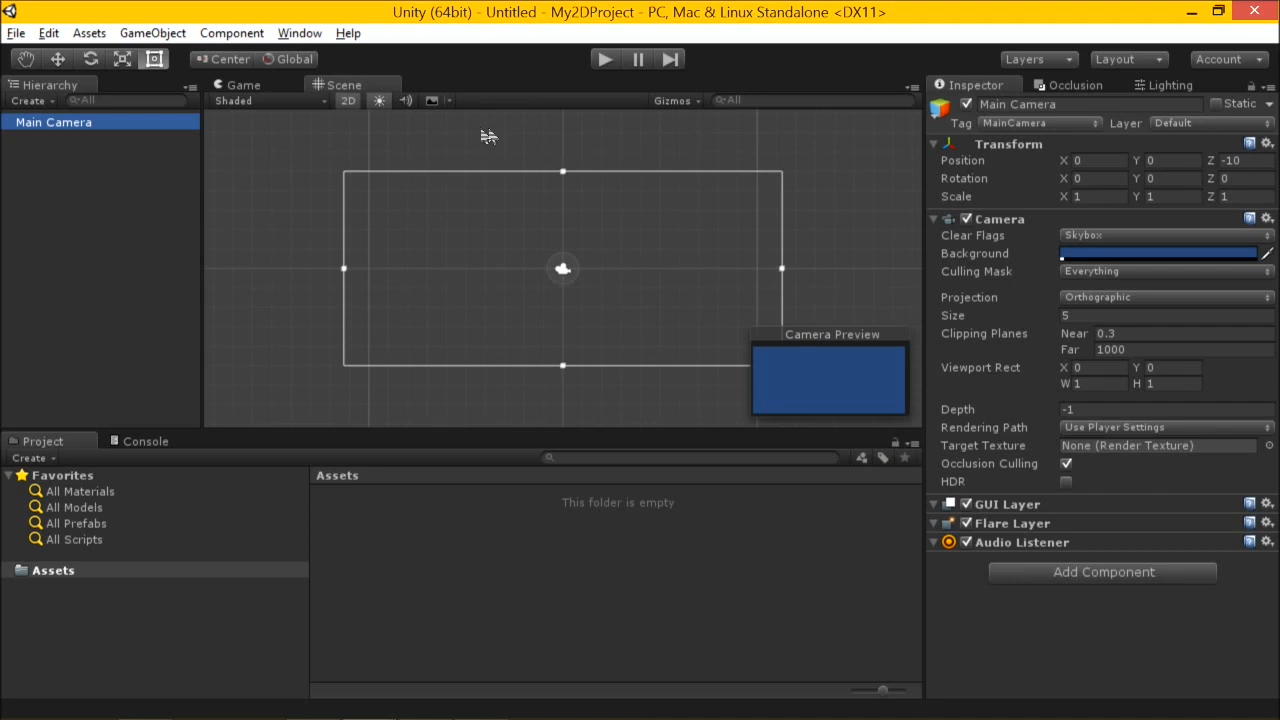 Unity (64bit) - Untitled - My2DProject - PC, Mac & Linux Standalone <DX11>
File Edit Assets GameObject Component Window Help
Center Global Layers Layout Account
Hierarchy Game Scene Inspector Occlusion Lighting
Create All Shaded 2D Gizmos All
Main Camera Static
Main Camera
Tag MainCamera Layer Default
Transform
Position X 0 Y 0 Z -10
Rotation X 0 Y 0 Z 0
Scale X 1 Y 1 Z 1
Camera
Clear Flags Skybox
Background
Culling Mask Everything
Projection Orthographic
Size 5
Clipping Planes Near 0.3
Camera Preview
Far 1000
Viewport Rect X 0 Y 0
W 1 H 1
Depth -1
Rendering Path Use Player Settings
Project Console
Target Texture None (Render Texture)
Create
Occlusion Culling
Favorites Assets
HDR
All Materials
This folder is empty
GUI Layer
All Models
All Prefabs
Flare Layer
All Scripts
Audio Listener
Assets
Add Component